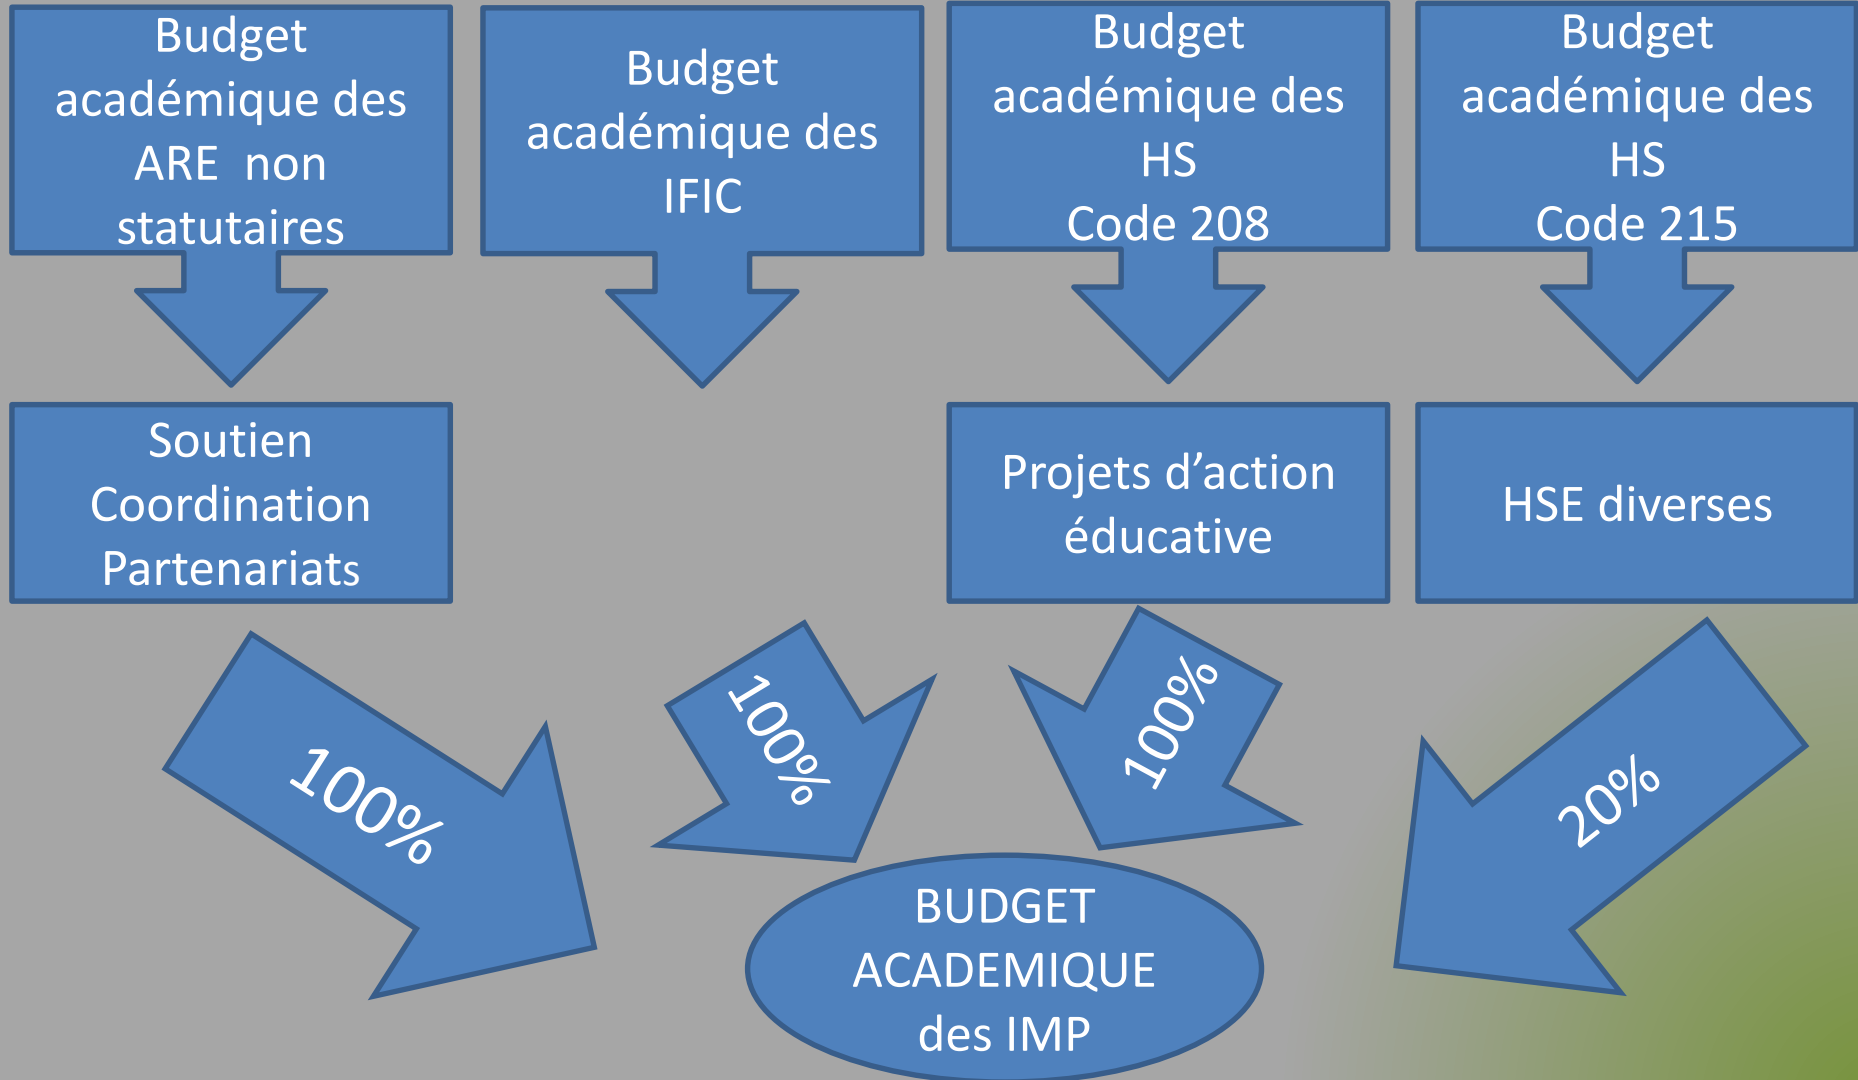 Budget
académique des
ARE  non
statutaires
Budget
académique des
IFIC
Budget
académique des
HS
Code 208
Budget
académique des
HS
Code 215
Soutien
Coordination
Partenariats
Projets d’action
éducative
HSE diverses
100%
100%
100%
20%
BUDGET
ACADEMIQUE
des IMP